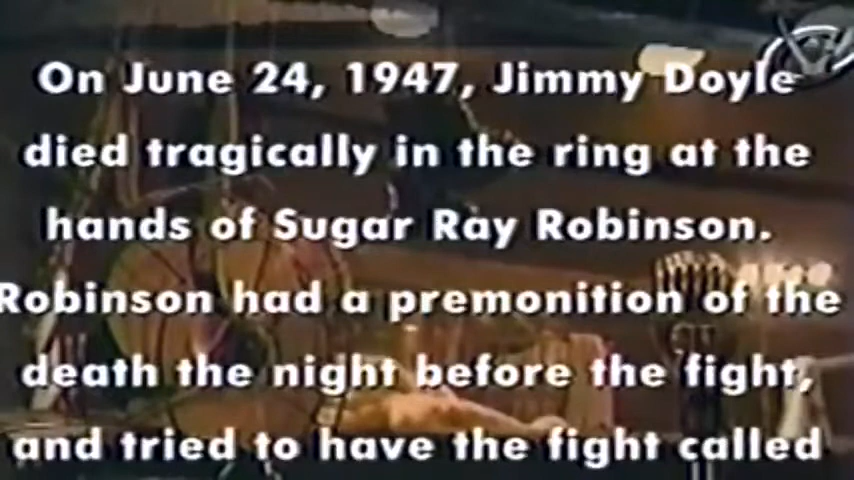 On June 24, 1947, Jimmy Doyle
died tragically in the ring at the
hands of Sugar Ray Robinson.
Robinson had a premonition of the
death the night before the fight,
and tried to have the fight called